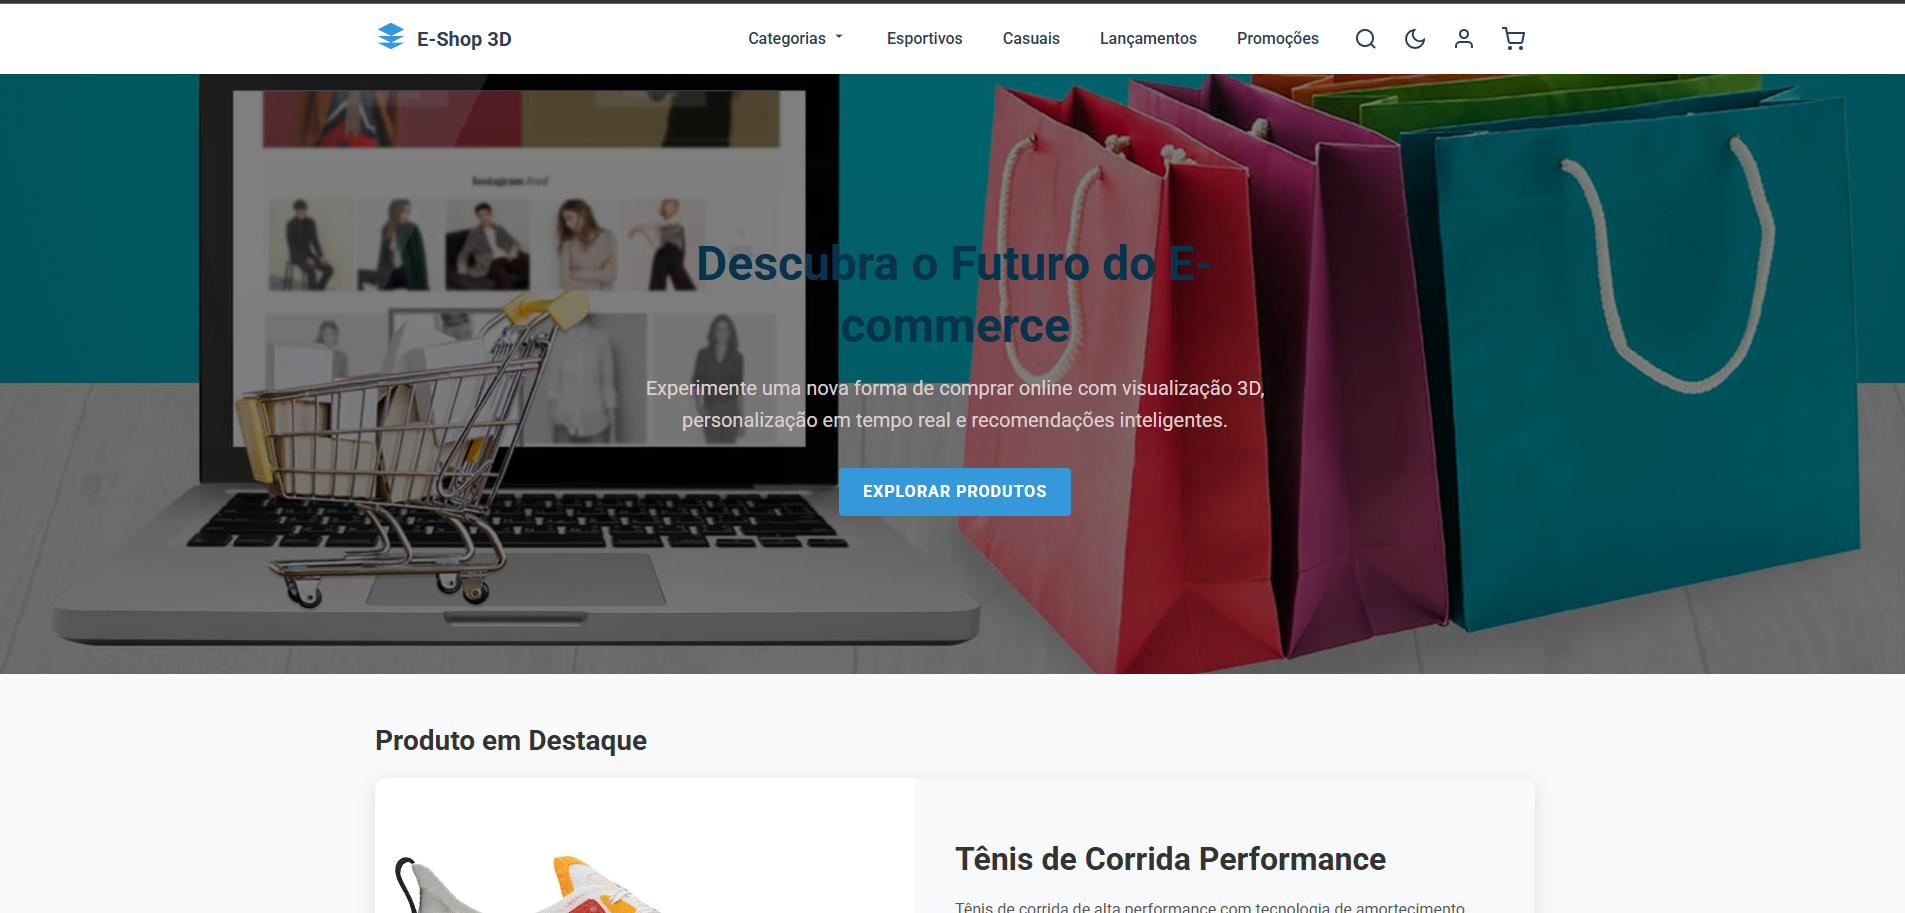 E-Shop 3D
Categorias
Esportivos
Casuais
Lançamentos
Promoções
Instagram Feed
Descubra o Futuro do E-
commerce
Experimente uma nova forma de comprar online com visualização 3D,
personalização em tempo real e recomendações inteligentes.
EXPLORAR PRODUTOS
Produto em Destaque
Tênis de Corrida Performance
Tênis de corrida de alta performance com tecnologia de amortecimento